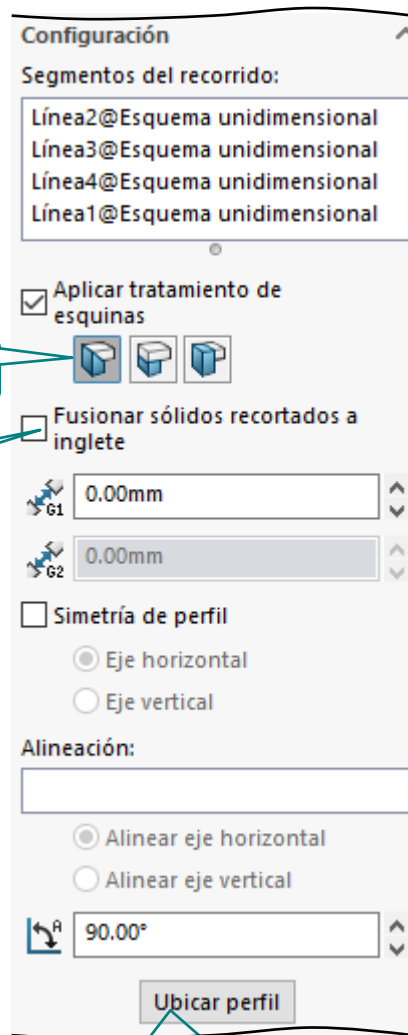 Configuración
Segmentos del recorrido:
Línea2@Esquema unidimensional
Línea3@Esquema unidimensional
Línea4@Esquema unidimensional
Línea1@Esquema unidimensional
Aplicar tratamiento de
esquinas
Fusionar sólidos recortados a
inglete
G1 0.00mm
G2 0.00mm
Simetría de perfil
Eje horizontal
Eje vertical
Alineación:
Alinear eje horizontal
Alinear eje vertical
A 90.00°
Ubicar perfil